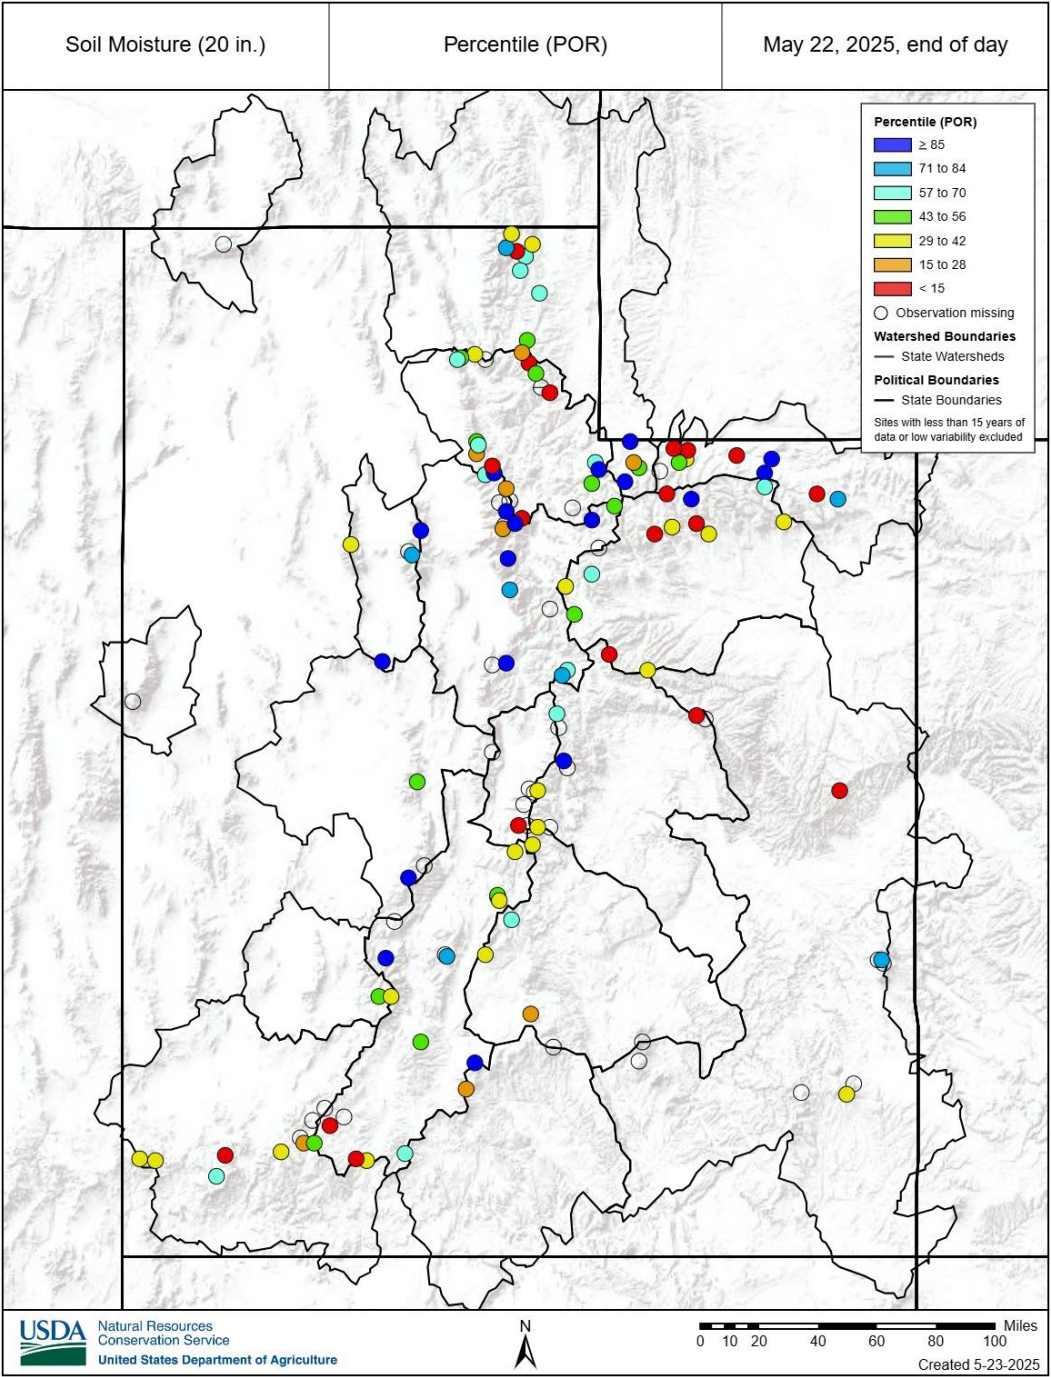 Soil Moisture (20 in.)
Percentile (POR)
May 22, 2025, end of day
Percentile (POR)
≥ 85
71 to 84
57 to 70
43 to 56
29 to 42
15 to 28
< 15
Observation missing
Watershed Boundaries
State Watersheds
Political Boundaries
State Boundaries
Sites with less than 15 years of
data or low variability excluded
USDA
Natural Resources
Conservation Service
United States Department of Agriculture
N
Miles
0 10 20 40 60 80 100
Created 5-23-2025